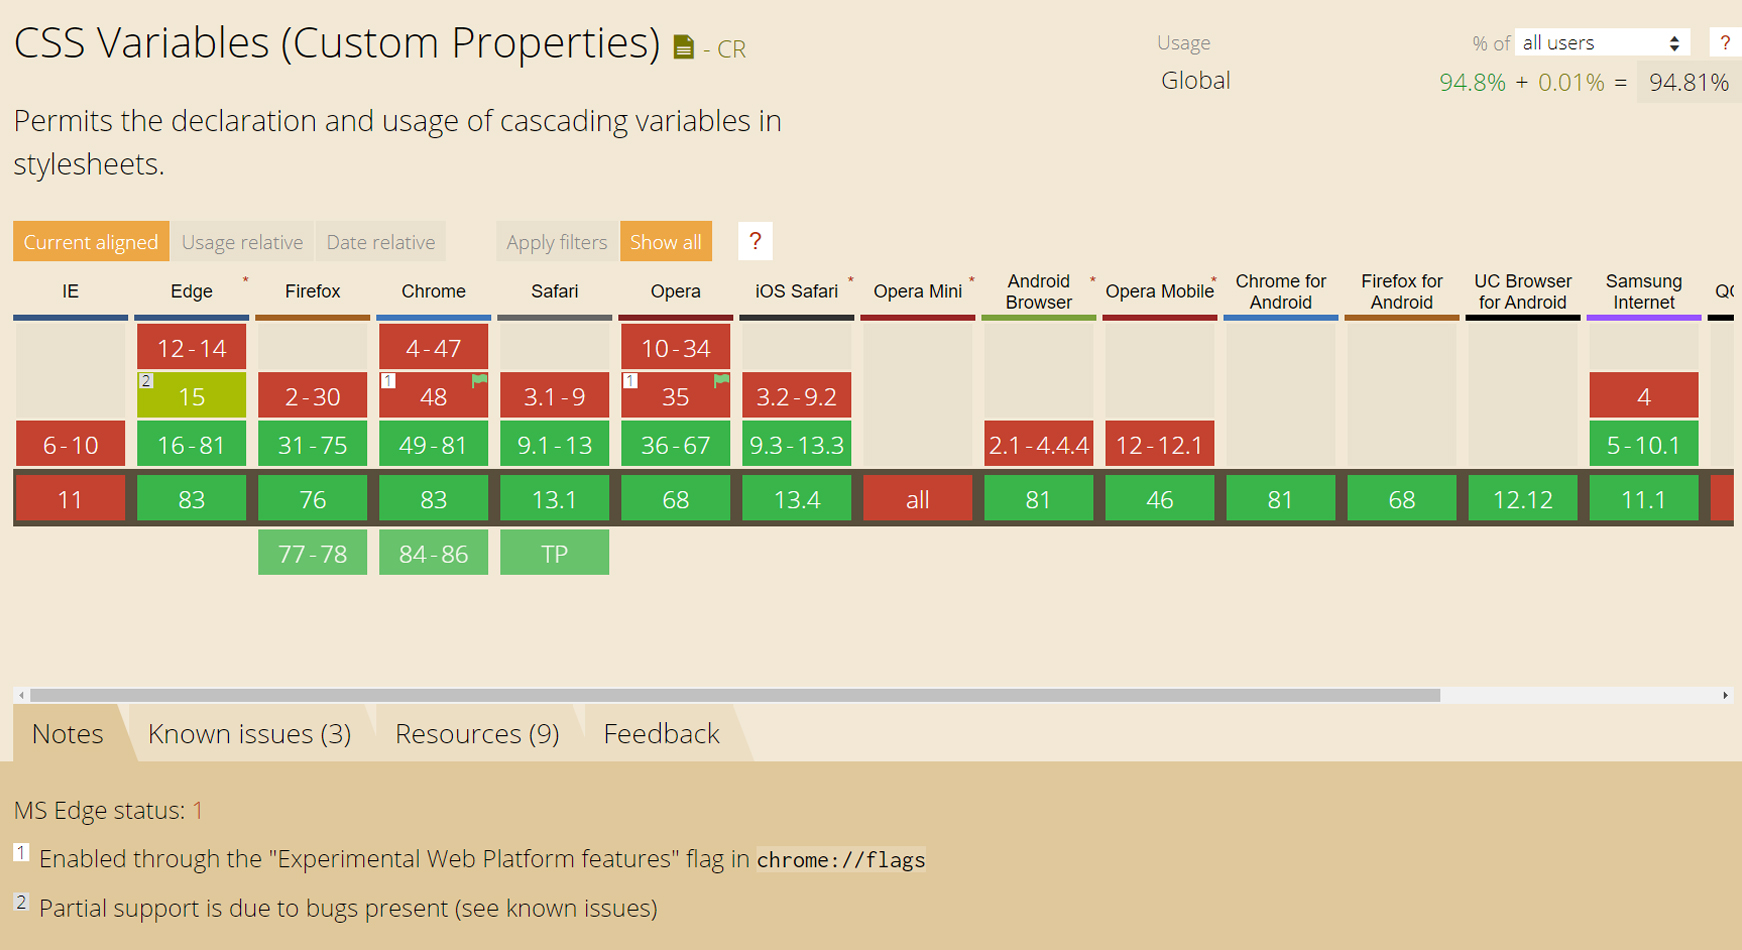 CSS Variables (Custom Properties) - CR
Usage % of all users ?
Global 94.8% + 0.01% = 94.81%
Permits the declaration and usage of cascading variables in
stylesheets.
Current aligned Usage relative Date relative Apply filters Show all ?
IE Edge * Firefox Chrome Safari Opera iOS Safari * Opera Mini * Android Browser * Opera Mobile * Chrome for Android Firefox for Android UC Browser for Android Samsung Internet
12-14 4-47 10-34
2 15 2-30 1 48 3.1-9 1 35 3.2-9.2 4
6-10 16-81 31-75 49-81 9.1-13 36-67 9.3-13.3 2.1-4.4.4 12-12.1 5-10.1
11 83 76 83 13.1 68 13.4 all 81 46 81 68 12.12 11.1
77-78 84-86 TP
Notes Known issues (3) Resources (9) Feedback
MS Edge status: 1
1 Enabled through the "Experimental Web Platform features" flag in chrome://flags
2 Partial support is due to bugs present (see known issues)